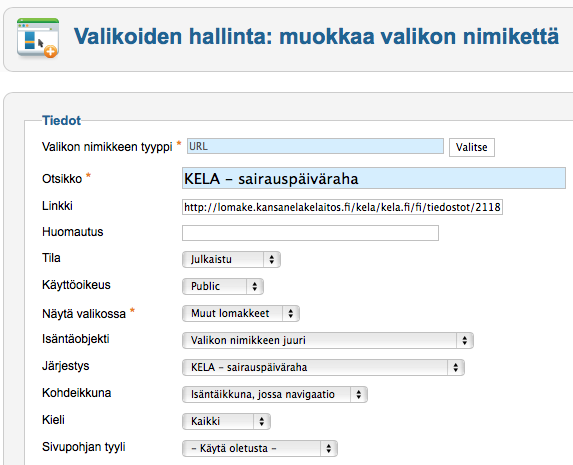 Valikoiden hallinta: muokkaa valikon nimikettä
Tiedot
Valikon nimikkeen tyyppi * URL Valitse
Otsikko * KELA - sairauspäiväraha
Linkki http://lomake.kansanelakelaitos.fi/kela/kela.fi/fi/tiedostot/2118
Huomautus
Tila Julkaistu
Käyttöoikeus Public
Näytä valikossa * Muut lomakkeet
Isäntäobjekti Valikon nimikkeen juuri
Järjestys KELA - sairauspäiväraha
Kohdeikkuna Isäntäikkuna, jossa navigaatio
Kieli Kaikki
Sivupohjan tyyli - Käytä oletusta -